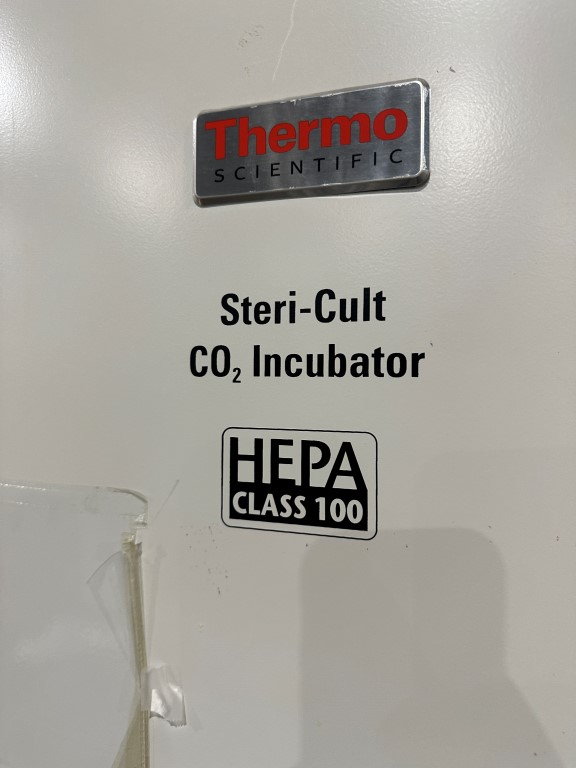 Thermo
SCIENTIFIC
Steri-Cult
CO₂ Incubator
HEPA
CLASS 100